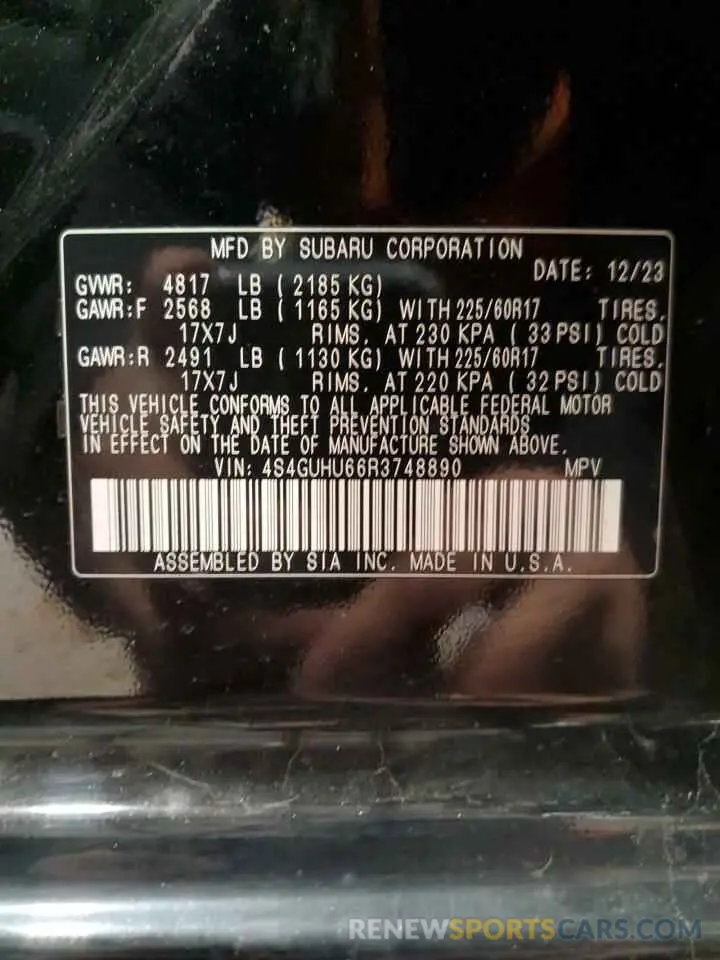 MFD BY SUBARU CORPORATION
DATE: 12/23
GVWR: 4817 LB ( 2185 KG)
GAWR:F 2568 LB ( 1165 KG) WITH 225/60R17 TIRES.
17X7J RIMS. AT 230 KPA ( 33 PSI) COLD
GAWR:R 2491 LB ( 1130 KG) WITH 225/60R17 TIRES.
17X7J RIMS. AT 220 KPA ( 32 PSI) COLD
THIS VEHICLE CONFORMS TO ALL APPLICABLE FEDERAL MOTOR
VEHICLE SAFETY AND THEFT PREVENTION STANDARDS
IN EFFECT ON THE DATE OF MANUFACTURE SHOWN ABOVE.
VIN: 4S4GUHU66R3748890 MPV
ASSEMBLED BY SIA INC. MADE IN U.S.A.
RENEWSPORTSCARS.COM